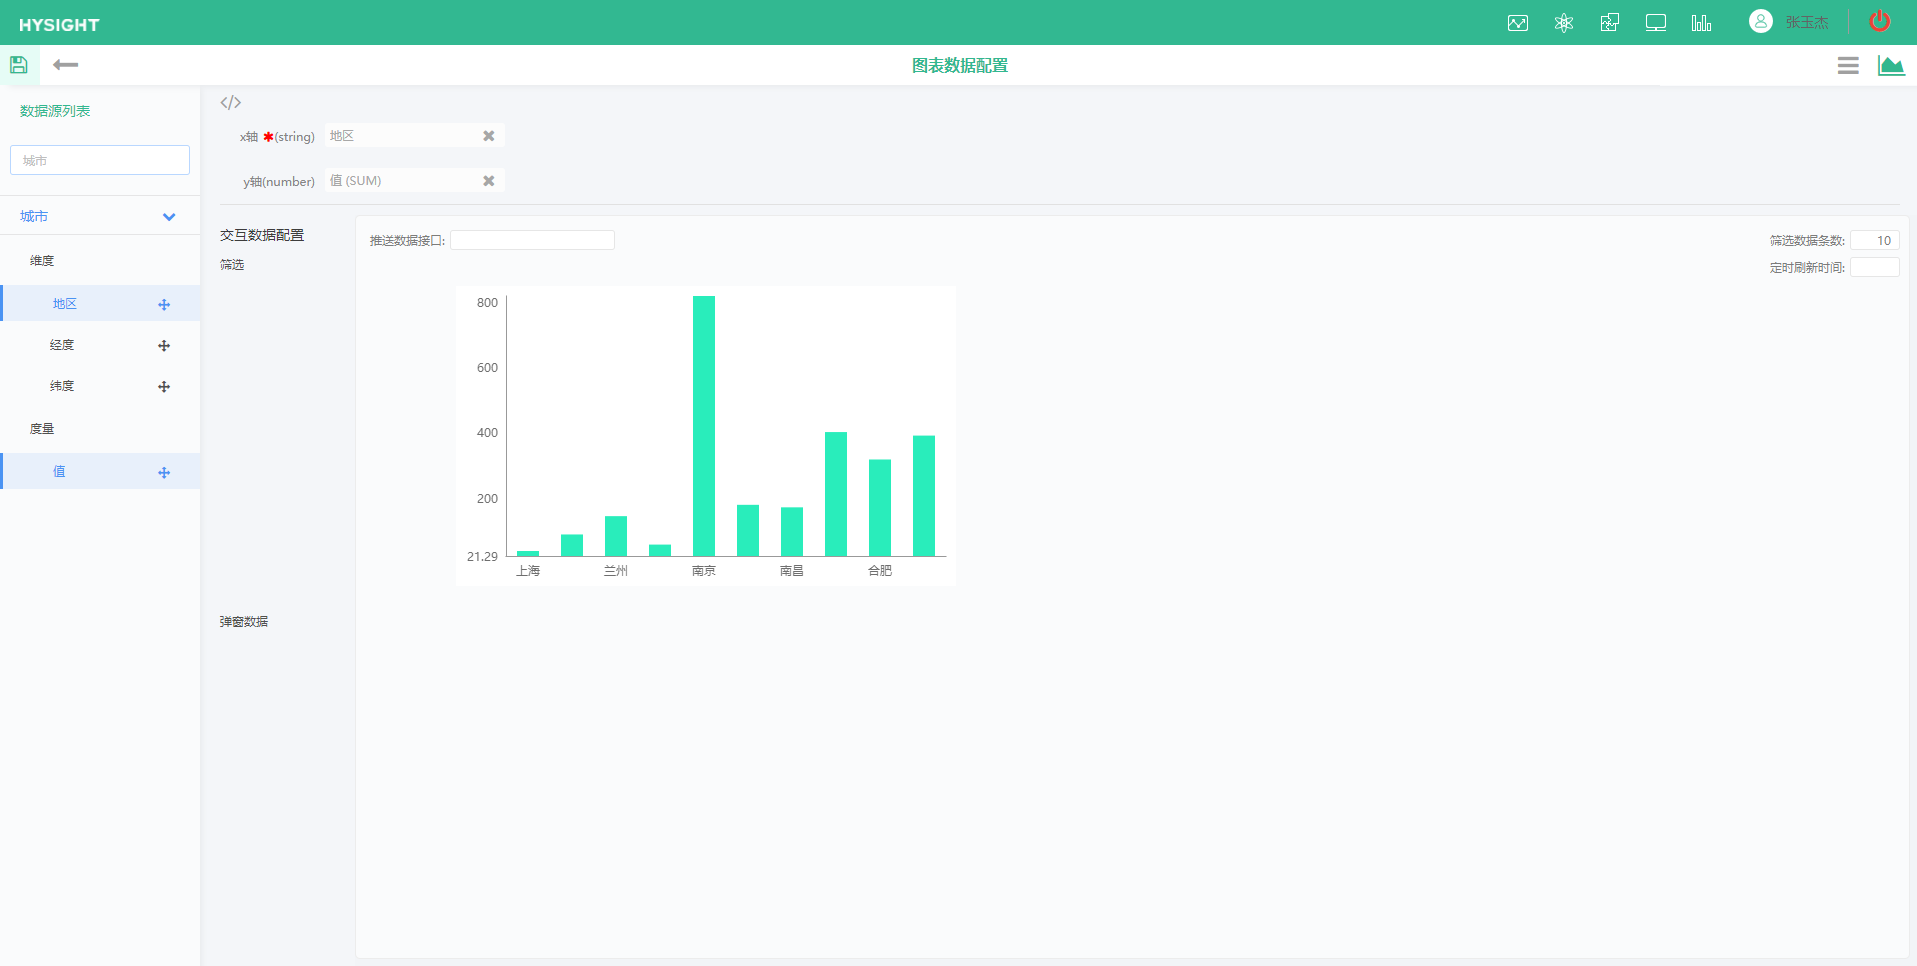 HYSIGHT
张玉杰
图表数据配置
数据源列表
城市
城市
维度
地区
经度
纬度
度量
值
</>
x轴 ✱(string) 地区 ✖
y轴(number) 值 (SUM) ✖
交互数据配置
筛选
弹窗数据
推送数据接口:
筛选数据条数: 10
定时刷新时间:
800
600
400
200
21.29
上海 兰州 南京 南昌 合肥